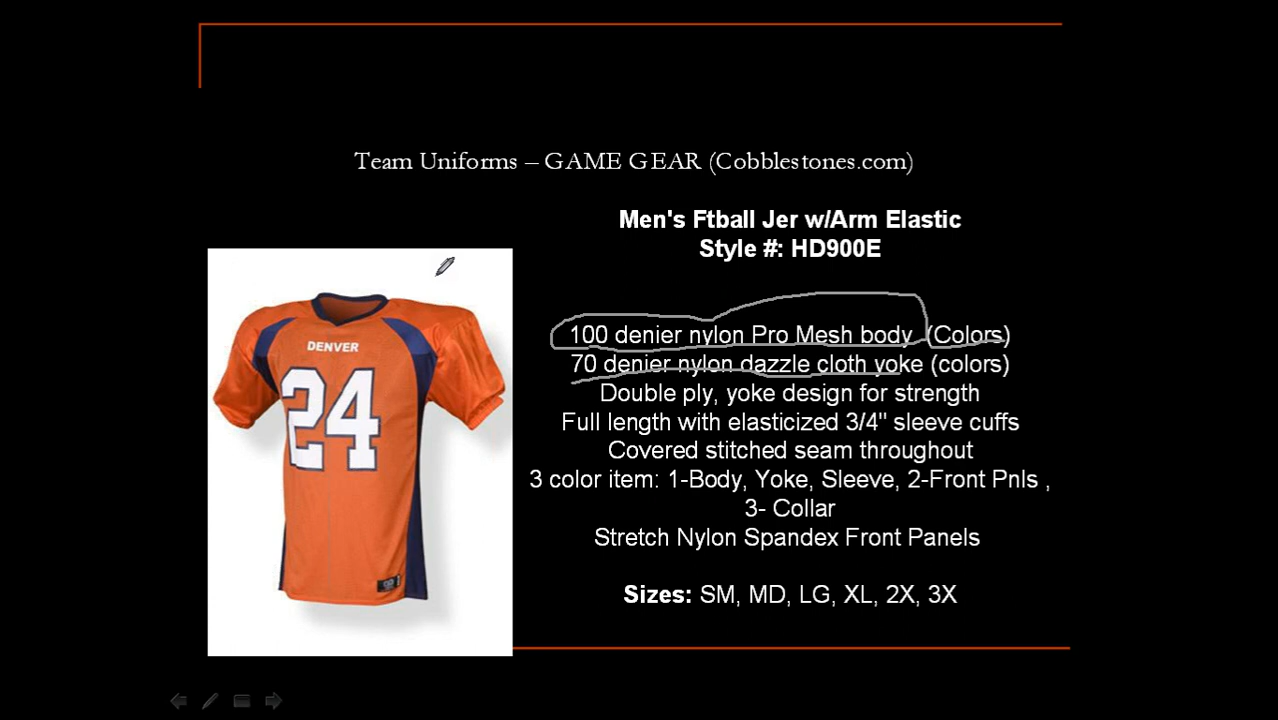 Team Uniforms – GAME GEAR (Cobblestones.com)
Men's Ftball Jer w/Arm Elastic
Style #: HD900E
100 denier nylon Pro Mesh body (Colors)
70 denier nylon dazzle cloth yoke (colors)
Double ply, yoke design for strength
Full length with elasticized 3/4" sleeve cuffs
Covered stitched seam throughout
3 color item: 1-Body, Yoke, Sleeve, 2-Front Pnls ,
3- Collar
Stretch Nylon Spandex Front Panels
Sizes: SM, MD, LG, XL, 2X, 3X
DENVER
24